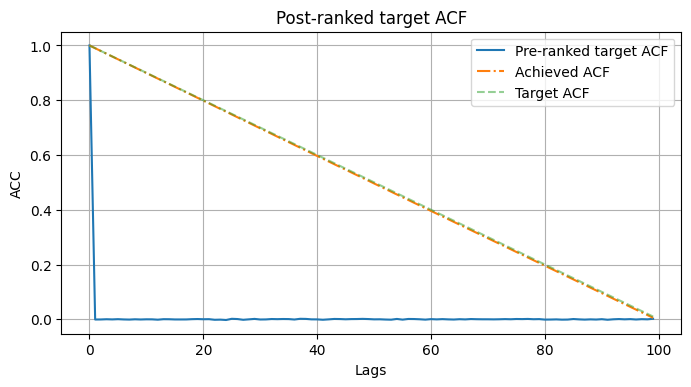 Post-ranked target ACF
Pre-ranked target ACF
Achieved ACF
Target ACF
ACC
1.0
0.8
0.6
0.4
0.2
0.0
0
20
40
60
80
100
Lags